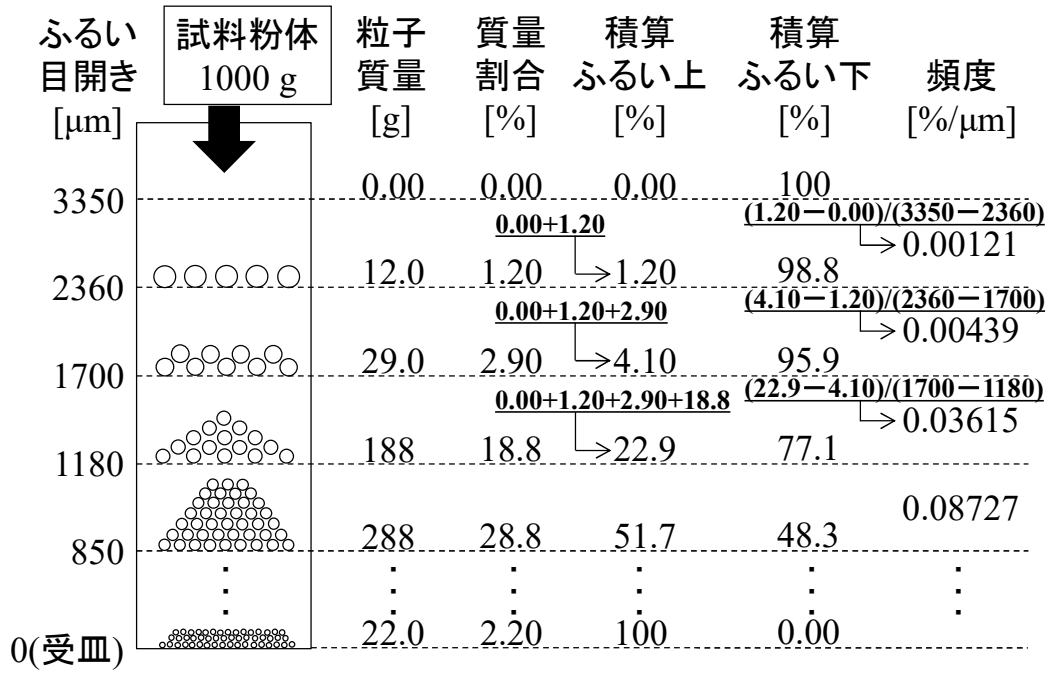 ふるい
目開き
[μm]
試料粉体
1000 g
粒子
質量
[g]
質量
割合
[%]
積算
ふるい上
[%]
積算
ふるい下
[%]
頻度
[%/μm]
3350 0.00 0.00 0.00 100
0.00+1.20 (1.20－0.00)/(3350－2360)
0.00121
2360 12.0 1.20 1.20 98.8
0.00+1.20+2.90 (4.10－1.20)/(2360－1700)
0.00439
1700 29.0 2.90 4.10 95.9
0.00+1.20+2.90+18.8 (22.9－4.10)/(1700－1180)
0.03615
1180 188 18.8 22.9 77.1
0.08727
850 288 28.8 51.7 48.3
0(受皿) 22.0 2.20 100 0.00